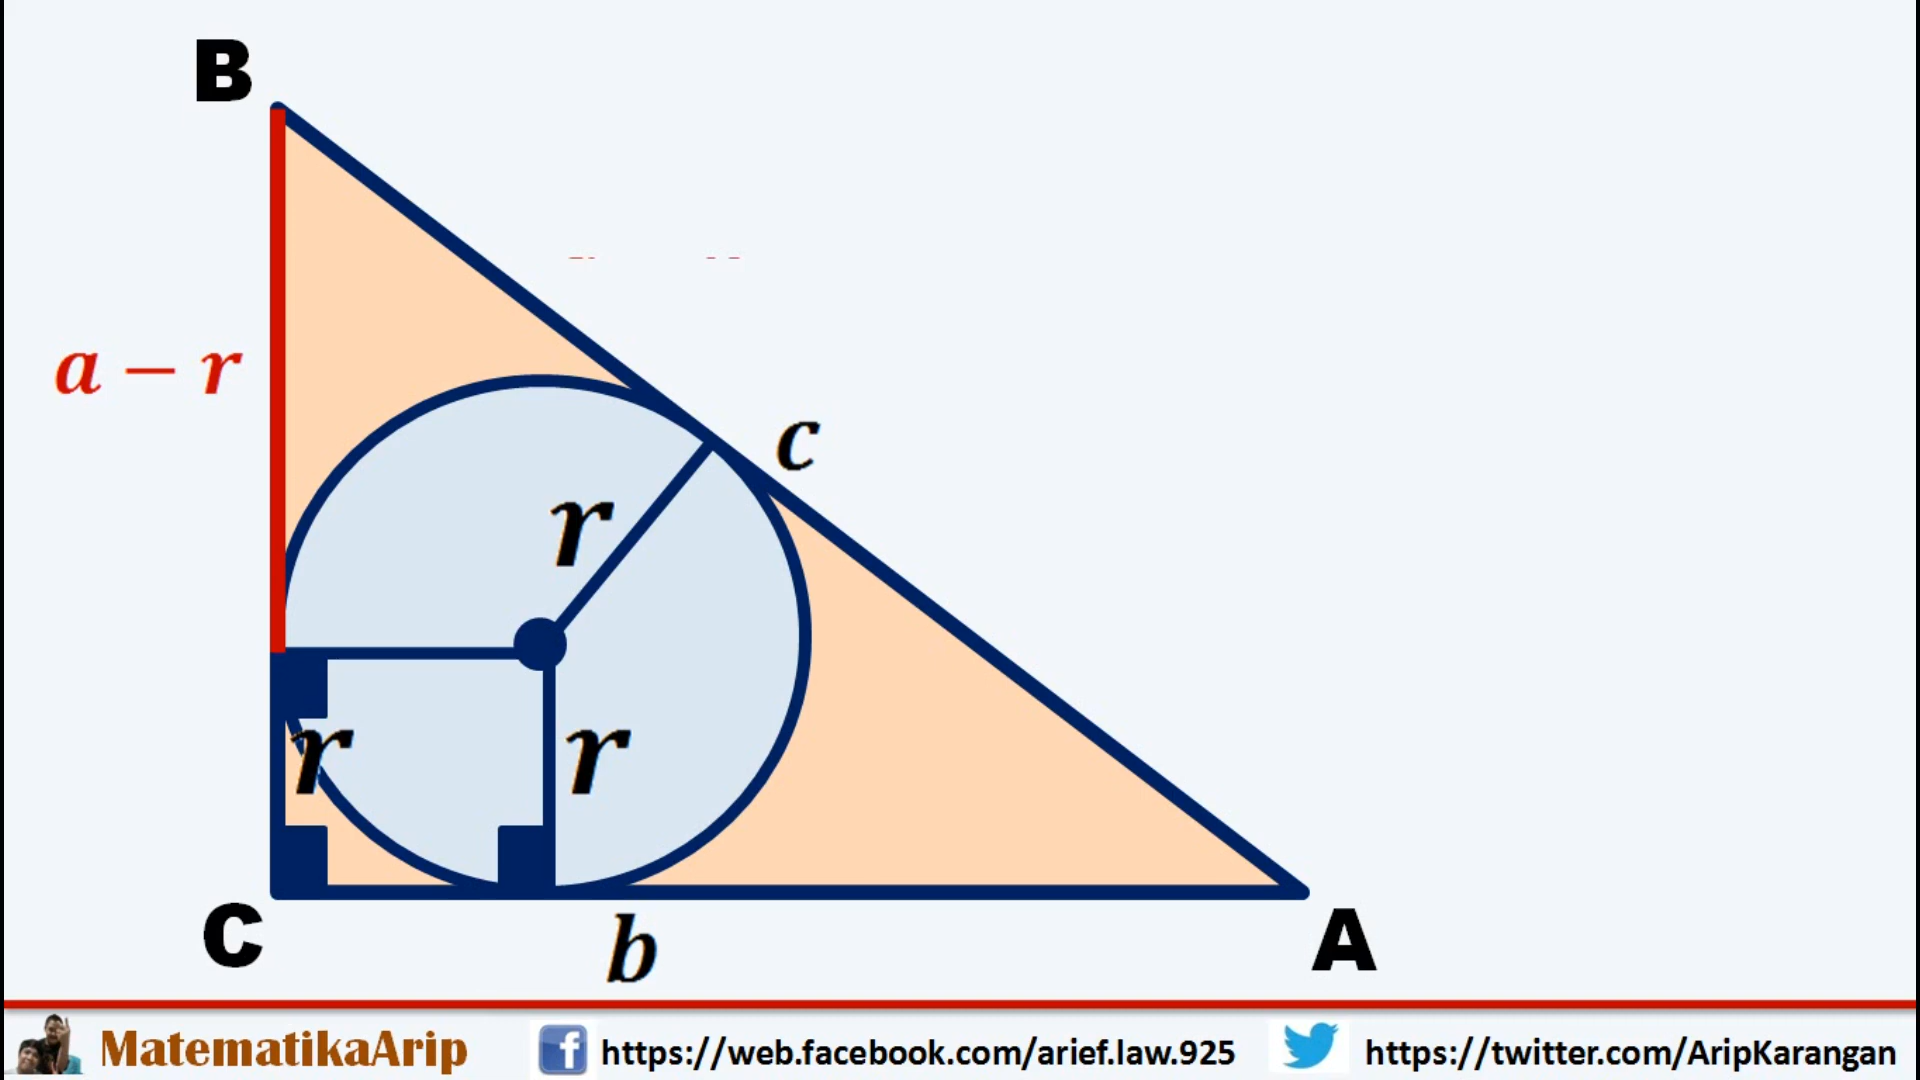 B
a − r
c
r
r
r
C
b
A
MatematikaArip
https://web.facebook.com/arief.law.925
https://twitter.com/AripKarangan